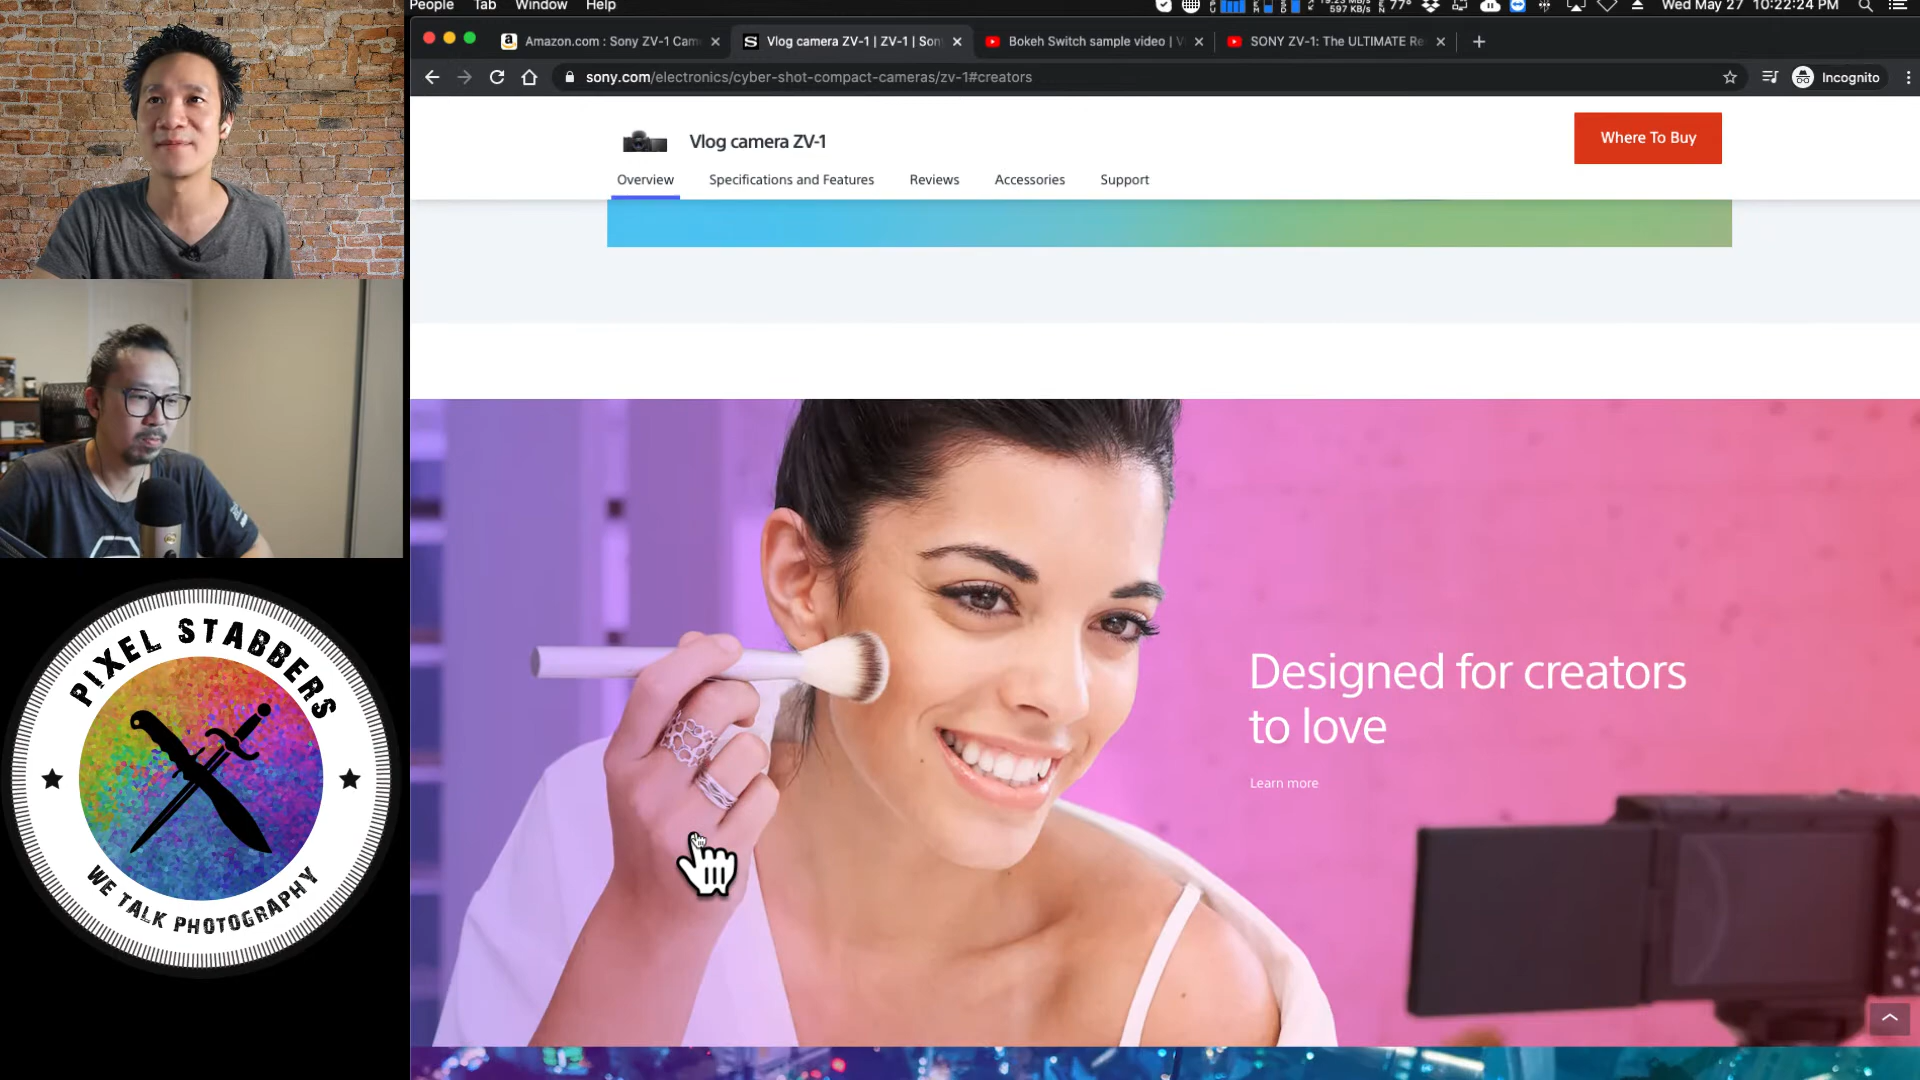 People Tab Window Help
597 KB/s 77° Wed May 27 10:22:24 PM
Amazon.com : Sony ZV-1 Cam
Vlog camera ZV-1 | ZV-1 | Son
Bokeh Switch sample video | V
SONY ZV-1: The ULTIMATE Re
sony.com/electronics/cyber-shot-compact-cameras/zv-1#creators
Incognito
Vlog camera ZV-1
Where To Buy
Overview Specifications and Features Reviews Accessories Support
Designed for creators
to love
Learn more
PIXEL STABBERS
WE TALK PHOTOGRAPHY